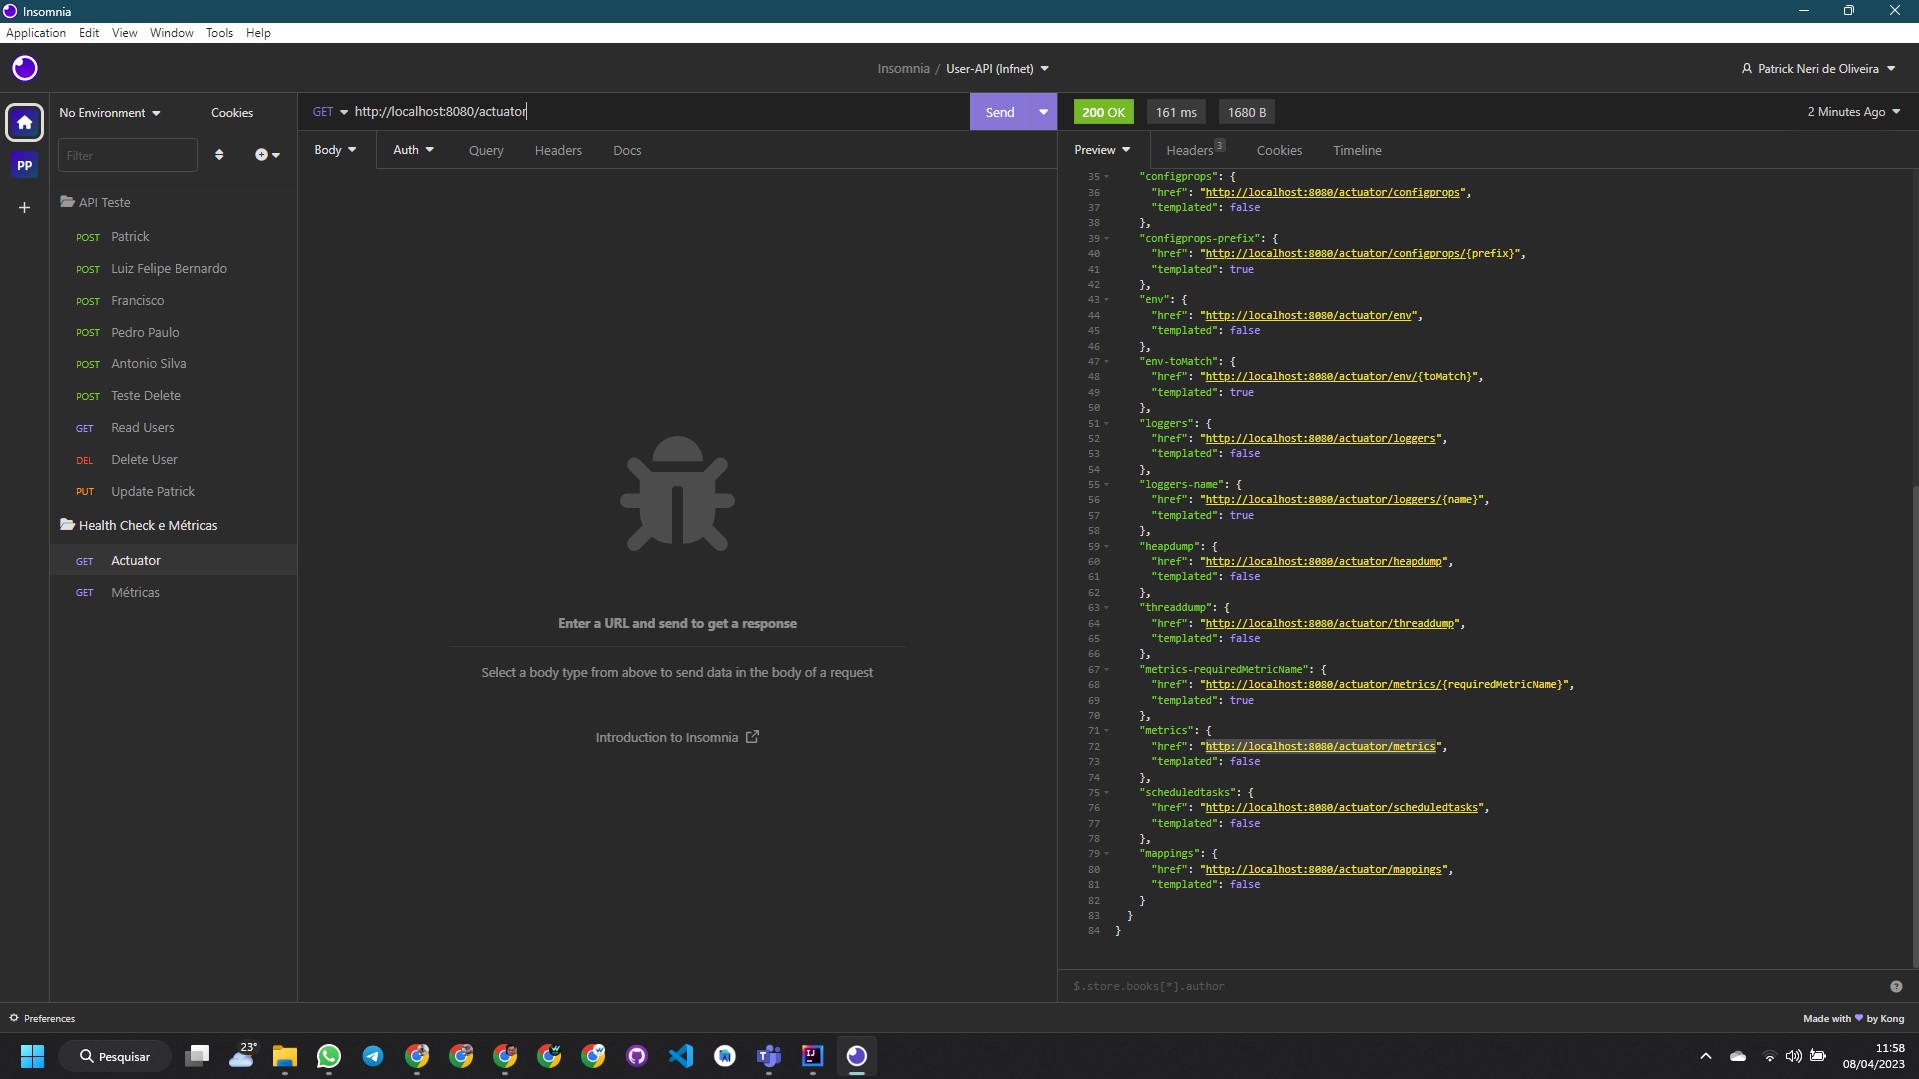 Insomnia
Application Edit View Window Tools Help
Insomnia / User-API (Infnet)
Patrick Neri de Oliveira
PP
+
No Environment
Cookies
Filter
API Teste
POST Patrick
POST Luiz Felipe Bernardo
POST Francisco
POST Pedro Paulo
POST Antonio Silva
POST Teste Delete
GET Read Users
DEL Delete User
PUT Update Patrick
Health Check e Métricas
GET Actuator
GET Métricas
GET http://localhost:8080/actuator
Send
Body Auth Query Headers Docs
Enter a URL and send to get a response
Select a body type from above to send data in the body of a request
Introduction to Insomnia
200 OK 161 ms 1680 B
2 Minutes Ago
Preview Headers 3 Cookies Timeline
35 "configprops": {
36 "href": "http://localhost:8080/actuator/configprops",
37 "templated": false
38 },
39 "configprops-prefix": {
40 "href": "http://localhost:8080/actuator/configprops/{prefix}",
41 "templated": true
42 },
43 "env": {
44 "href": "http://localhost:8080/actuator/env",
45 "templated": false
46 },
47 "env-toMatch": {
48 "href": "http://localhost:8080/actuator/env/{toMatch}",
49 "templated": true
50 },
51 "loggers": {
52 "href": "http://localhost:8080/actuator/loggers",
53 "templated": false
54 },
55 "loggers-name": {
56 "href": "http://localhost:8080/actuator/loggers/{name}",
57 "templated": true
58 },
59 "heapdump": {
60 "href": "http://localhost:8080/actuator/heapdump",
61 "templated": false
62 },
63 "threaddump": {
64 "href": "http://localhost:8080/actuator/threaddump",
65 "templated": false
66 },
67 "metrics-requiredMetricName": {
68 "href": "http://localhost:8080/actuator/metrics/{requiredMetricName}",
69 "templated": true
70 },
71 "metrics": {
72 "href": "http://localhost:8080/actuator/metrics",
73 "templated": false
74 },
75 "scheduledtasks": {
76 "href": "http://localhost:8080/actuator/scheduledtasks",
77 "templated": false
78 },
79 "mappings": {
80 "href": "http://localhost:8080/actuator/mappings",
81 "templated": false
82 }
83 }
84 }
$.store.books[*].author
Preferences
Made with by Kong
Pesquisar
23°
11:58
08/04/2023